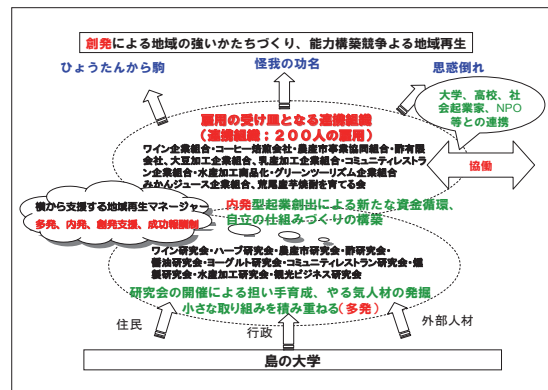 創発による地域の強いかたちづくり、能力構築競争よる地域再生
ひょうたんから駒
怪我の功名
思惑倒れ
大学、高校、社
会起業家、NPO
等との連携
雇用の受け皿となる連携組織
（連携組織：２００人の雇用）
ワイン企業組合・コーヒー焙煎会社・農産市事業協同組合・酢有限
会社、大豆加工企業組合、乳産加工企業組合・コミュニティレストラ
ン企業組合・水産加工商品化・グリーンツーリズム企業組合
みかんジュース企業組合、荒尾産芋焼酎を育てる会
協働
横から支援する地域再生マネージャー
多発、内発、創発支援、成功報酬制
内発型起業創出による新たな資金循環、
自立の仕組みづくりの構築
ワイン研究会・ハーブ研究会・農産市研究会・酢研究会・
醤油研究会・ヨーグルト研究会・コミュニティレストラン研究会・燻
製研究会・水産加工研究会・観光ビジネス研究会
研究会の開催による担い手育成、やる気人材の発掘
小さな取り組みを積み重ねる（多発）
住民
行政
外部人材
島の大学